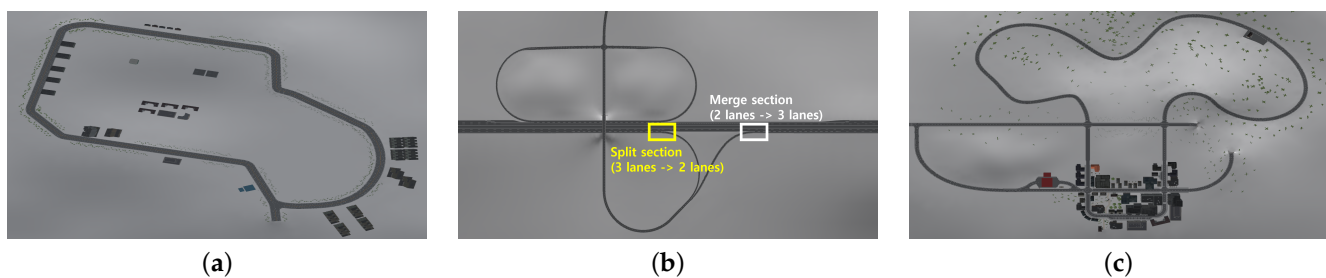 Merge section
(2 lanes -> 3 lanes)
Split section
(3 lanes -> 2 lanes)
(a)
(b)
(c)